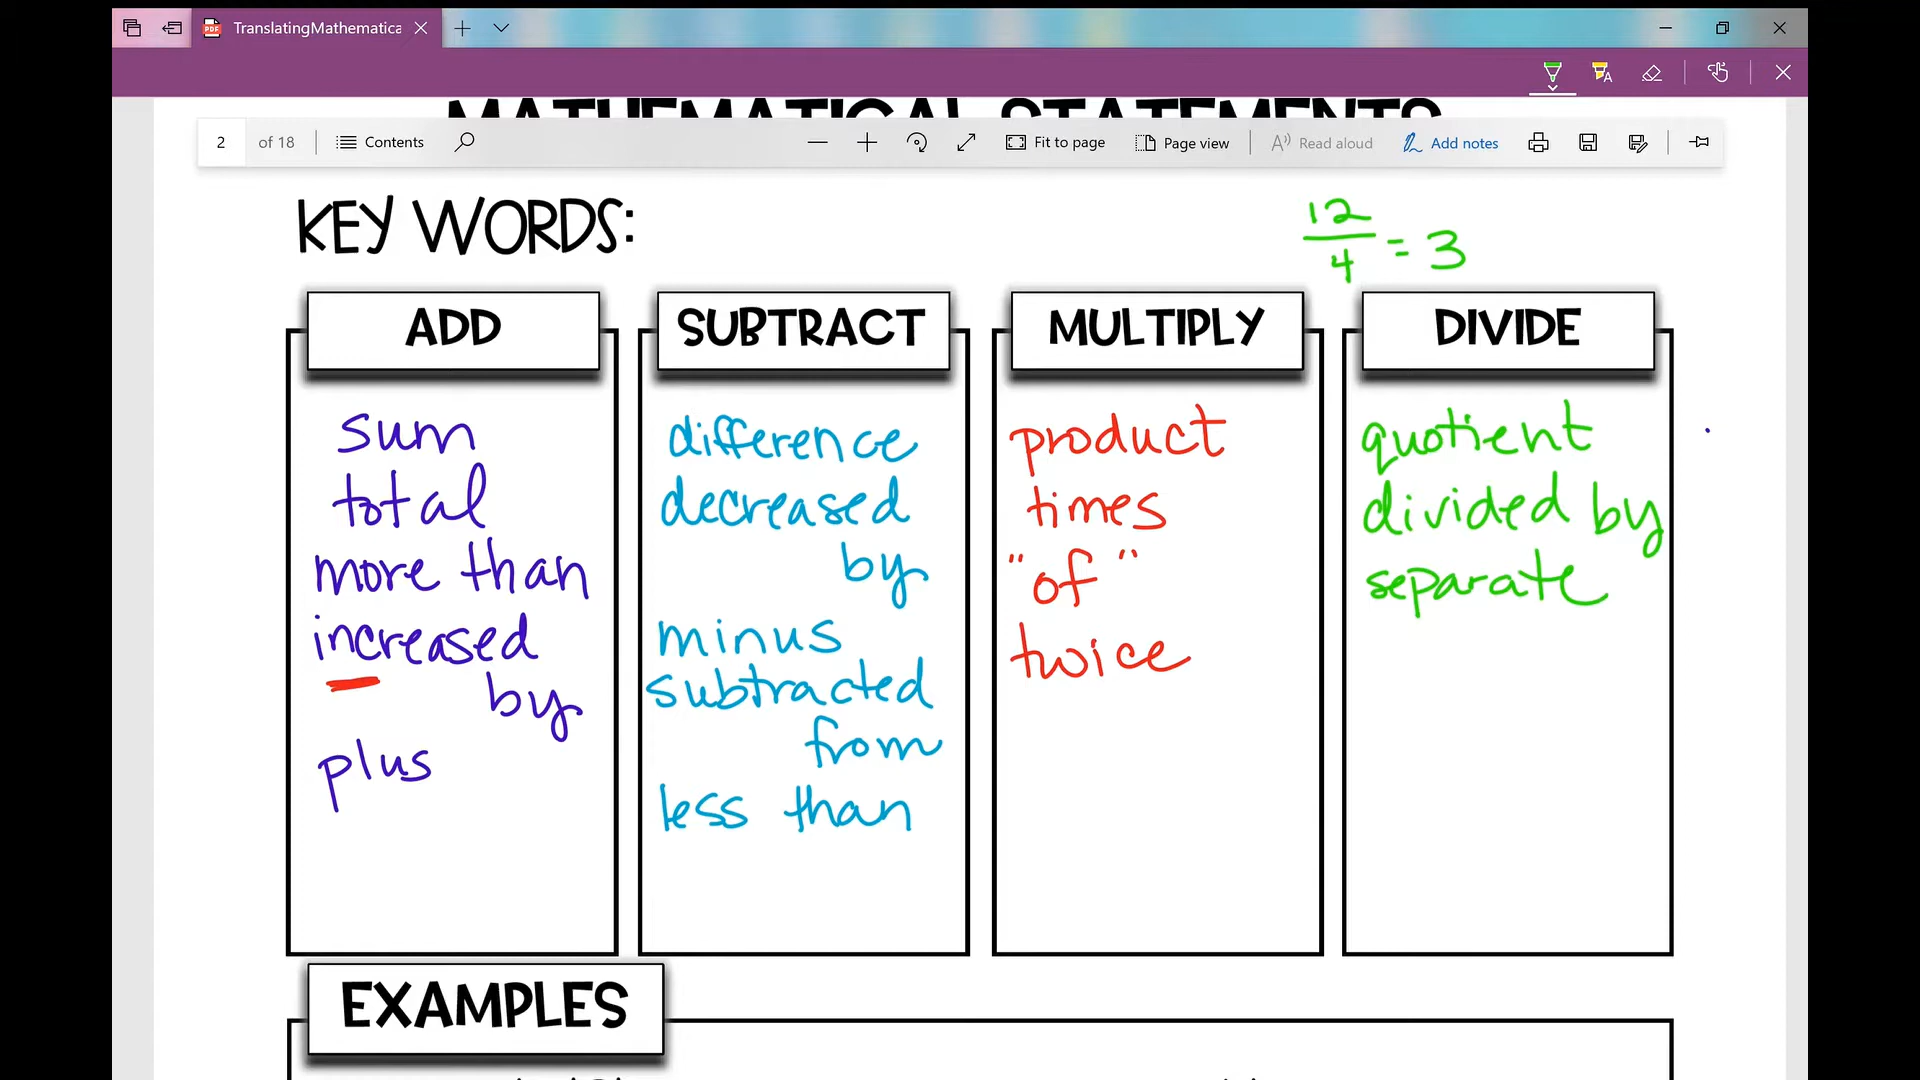 TranslatingMathematica
MATHEMATICAL STATEMENTS
2 of 18 Contents Fit to page Page view Read aloud Add notes
KEY WORDS:
12
4 = 3
ADD
sum
total
more than
increased
by
plus
SUBTRACT
difference
decreased
by
minus
subtracted
from
less than
MULTIPLY
product
times
"of"
twice
DIVIDE
quotient
divided by
separate
EXAMPLES